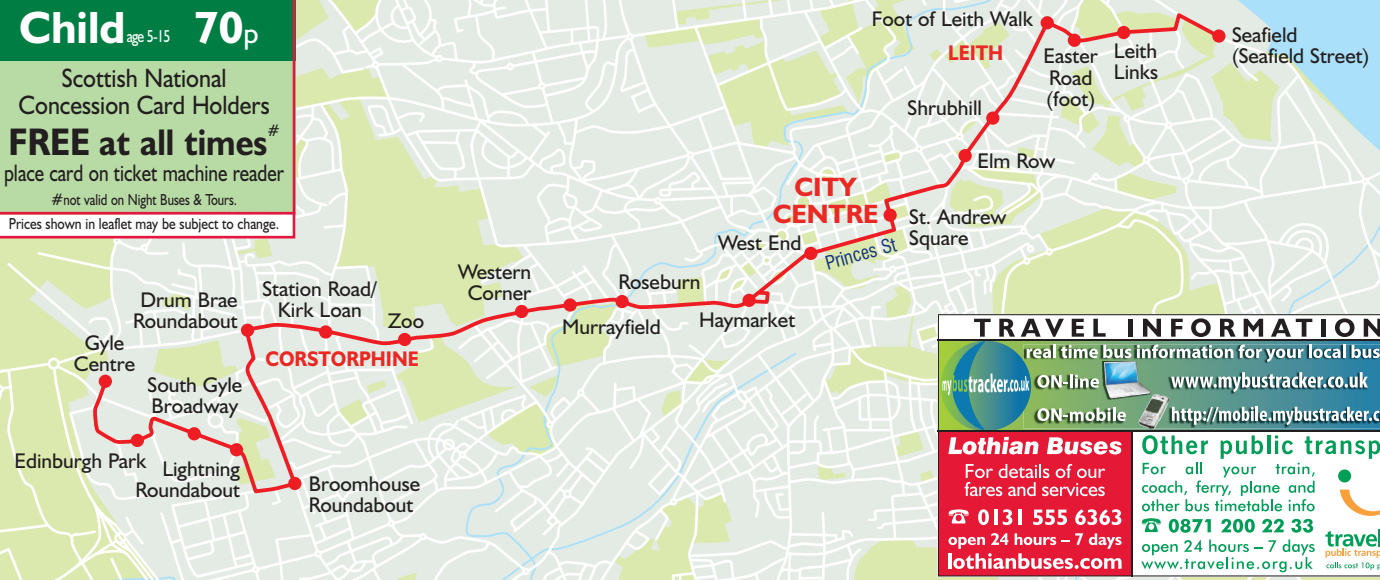 Child age 5-15 70p
Scottish National
Concession Card Holders
FREE at all times#
place card on ticket machine reader
#not valid on Night Buses & Tours.
Prices shown in leaflet may be subject to change.
Foot of Leith Walk
LEITH
Easter
Road
(foot)
Leith
Links
Seafield
(Seafield Street)
Shrubhill
Elm Row
CITY
CENTRE
St. Andrew
Square
West End
Princes St
Haymarket
Roseburn
Murrayfield
Western
Corner
Zoo
Station Road/
Kirk Loan
CORSTORPHINE
Drum Brae
Roundabout
Gyle
Centre
South Gyle
Broadway
Edinburgh Park
Lightning
Roundabout
Broomhouse
Roundabout
TRAVEL INFORMATION
real time bus information for your local bus
mybustracker.co.uk
ON-line
www.mybustracker.co.uk
ON-mobile
http://mobile.mybustracker.c
Lothian Buses
For details of our
fares and services
☎ 0131 555 6363
open 24 hours – 7 days
lothianbuses.com
Other public transp
For all your train,
coach, ferry, plane and
other bus timetable info
☎ 0871 200 22 33
open 24 hours – 7 days
www.traveline.org.uk
travel
public transp
calls cost 10p p